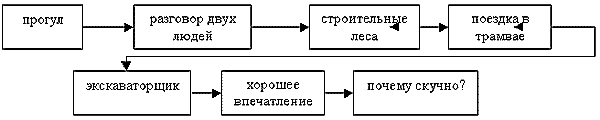 прогул
разговор двух
людей
строительные
леса
поездка в
трамвае
экскаваторщик
хорошее
впечатление
почему скучно?